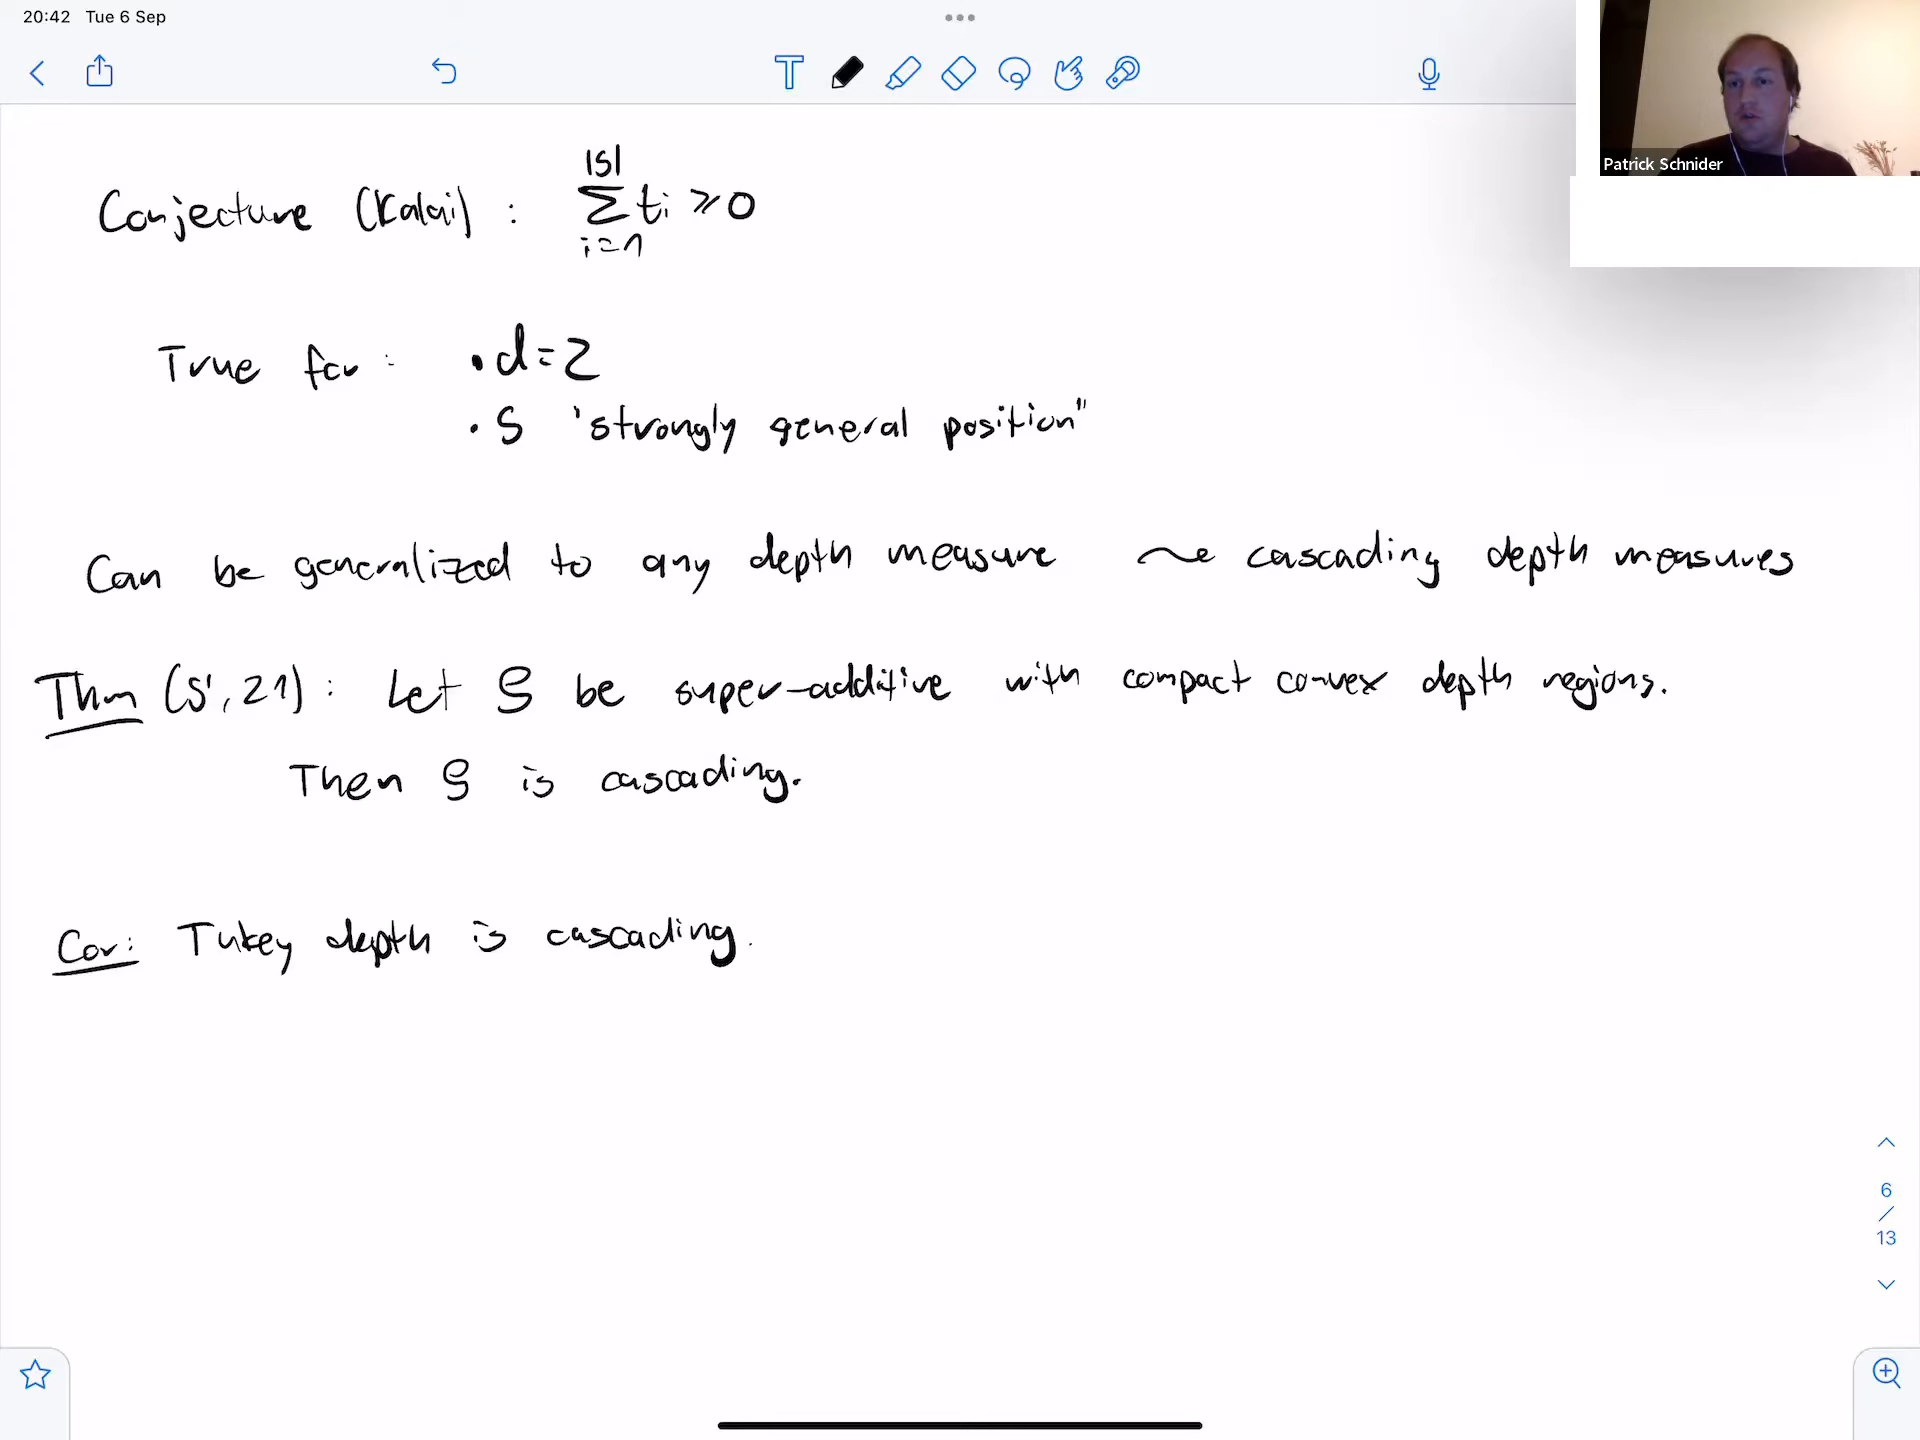 20:42 Tue 6 Sep
Patrick Schnider
Conjecture (Kalai) : |S| ∑ i=1 tᵢ ≥ 0
True for : • d=2
• S "strongly general position"
Can be generalized to any depth measure ⤳ cascading depth measures
Thm (S', 21) : Let ϱ be super-additive with compact convex depth regions.
Then ϱ is cascading.
Cor: Tukey depth is cascading.
6
/
13